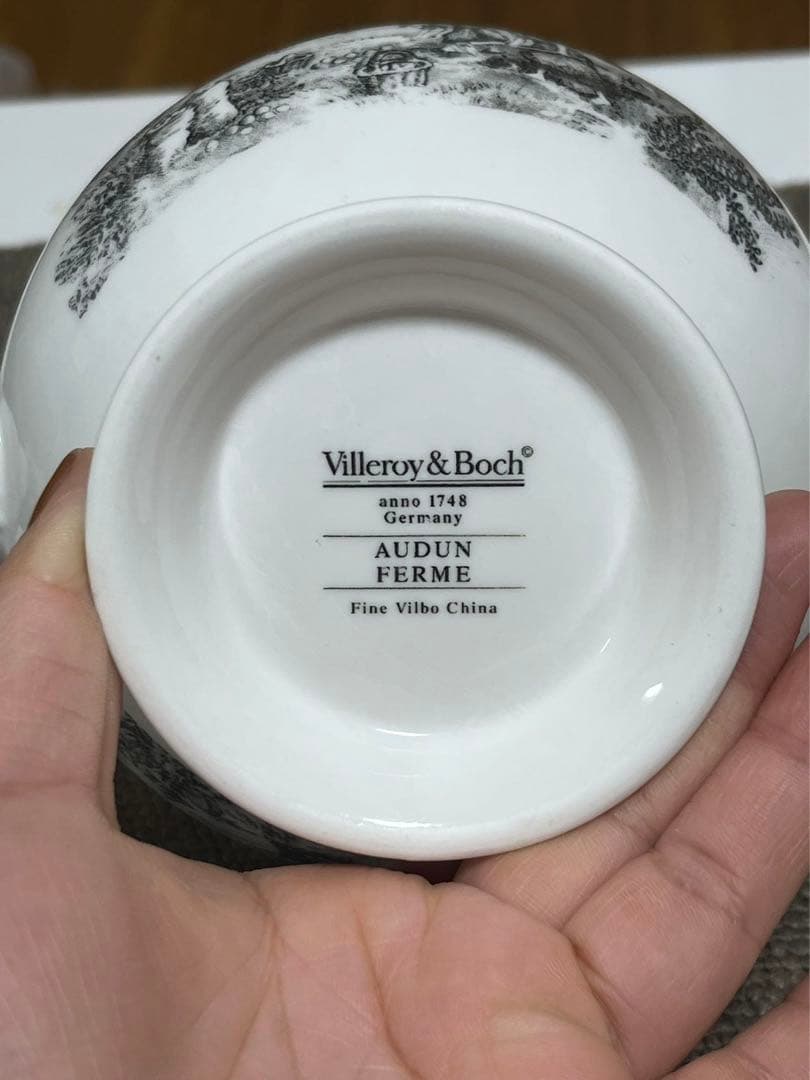 Villeroy & Boch©
anno 1748
Germany
AUDUN
FERME
Fine Vilbo China